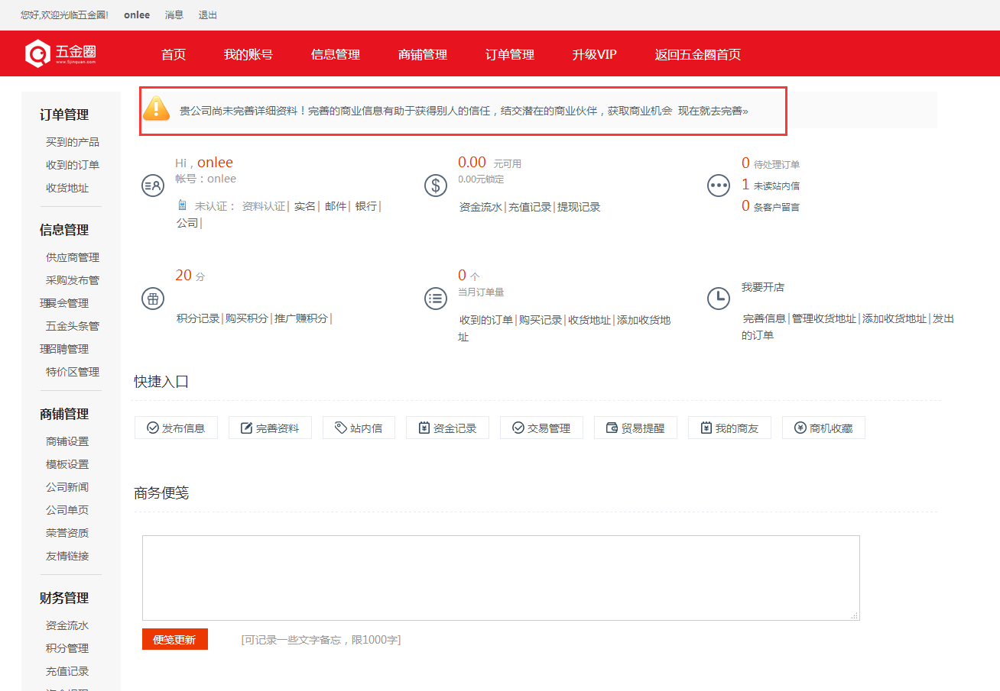 您好,欢迎光临五金圈! onlee 消息 退出
五金圈 首页 我的账号 信息管理 商铺管理 订单管理 升级VIP 返回五金圈首页
www.5jinquan.com
订单管理
买到的产品
收到的订单
收货地址
信息管理
供应商管理
采购发布管
理展会管理
五金头条管
理招聘管理
特价区管理
商铺管理
商铺设置
模板设置
公司新闻
公司单页
荣誉资质
友情链接
财务管理
资金流水
积分管理
充值记录
贵公司尚未完善详细资料！完善的商业信息有助于获得别人的信任，结交潜在的商业伙伴，获取商业机会 现在就去完善»
Hi，onlee
帐号：onlee
未认证： 资料认证| 实名| 邮件| 银行|
公司|
0.00 元可用
0.00元锁定
资金流水|充值记录|提现记录
0 待处理订单
1 未读站内信
0 条客户留言
20 分
积分记录|购买积分|推广赚积分|
0 个
当月订单量
收到的订单|购买记录|收货地址|添加收货地
址
我要开店
完善信息|管理收货地址|添加收货地址|发出
的订单
快捷入口
发布信息 完善资料 站内信 资金记录 交易管理 贸易提醒 我的商友 商机收藏
商务便笺
便笺更新 [可记录一些文字备忘，限1000字]